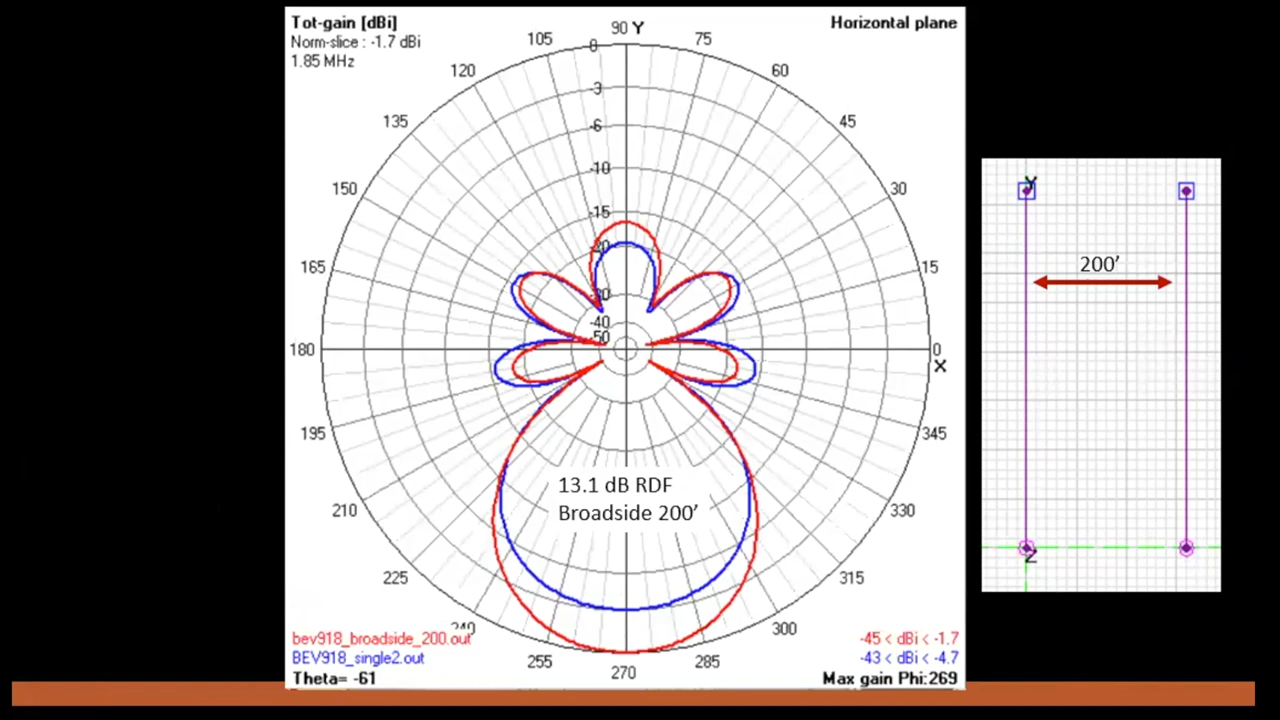 Tot-gain [dBi]
Norm-slice : -1.7 dBi
1.85 MHz
Horizontal plane
90 Y
105
75
120
60
135
45
150
30
165
15
180
0
X
195
345
210
330
225
315
240
300
255
285
270
0
-3
-6
-10
-15
-20
-30
-40
-50
13.1 dB RDF
Broadside 200’
bev918_broadside_200.out
BEV918_single2.out
Theta= -61
-45 < dBi < -1.7
-43 < dBi < -4.7
Max gain Phi:269
Y
200’
Z